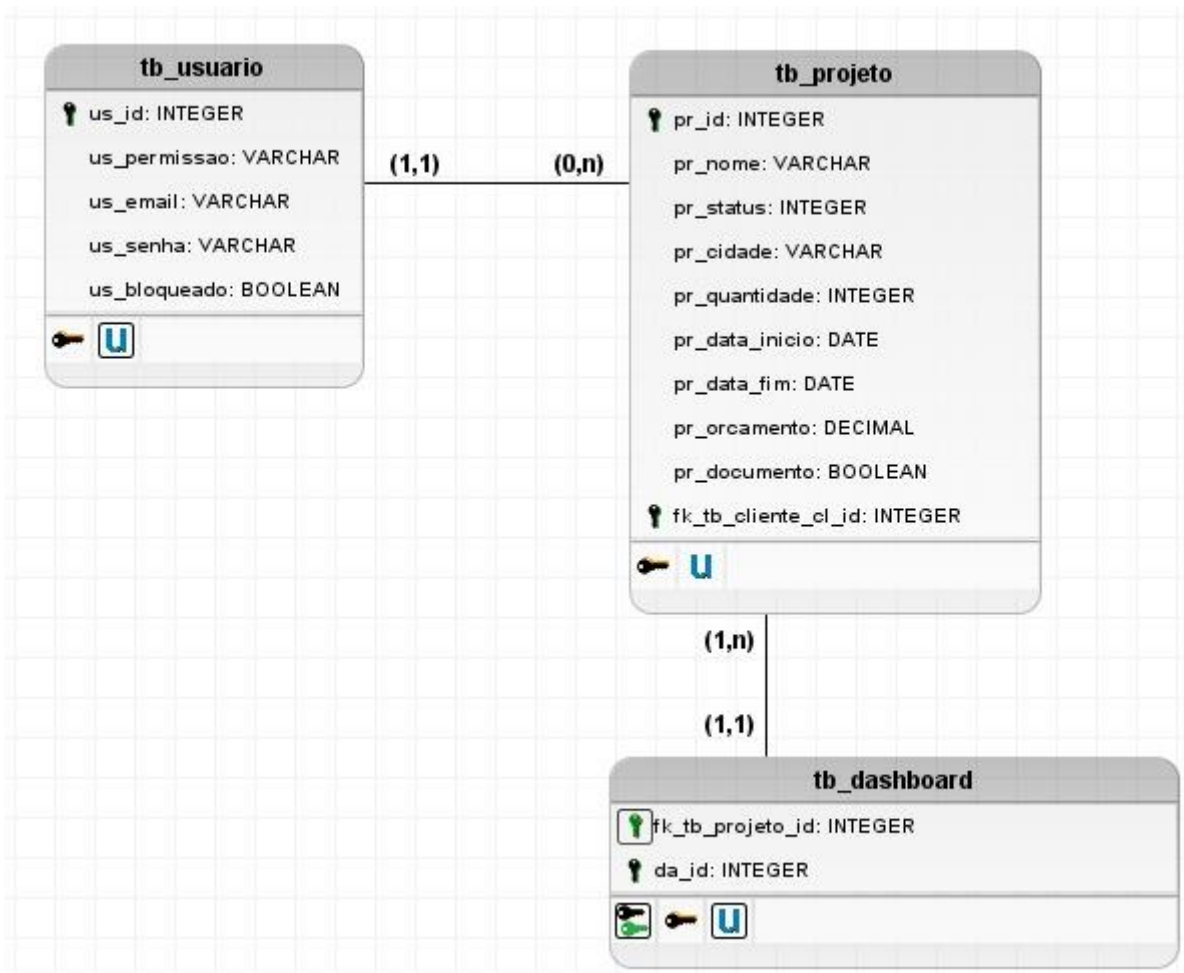 tb_usuario
us_id: INTEGER
us_permissao: VARCHAR
us_email: VARCHAR
us_senha: VARCHAR
us_bloqueado: BOOLEAN
U
(1,1)
(0,n)
tb_projeto
pr_id: INTEGER
pr_nome: VARCHAR
pr_status: INTEGER
pr_cidade: VARCHAR
pr_quantidade: INTEGER
pr_data_inicio: DATE
pr_data_fim: DATE
pr_orcamento: DECIMAL
pr_documento: BOOLEAN
fk_tb_cliente_cl_id: INTEGER
U
(1,n)
(1,1)
tb_dashboard
fk_tb_projeto_id: INTEGER
da_id: INTEGER
U